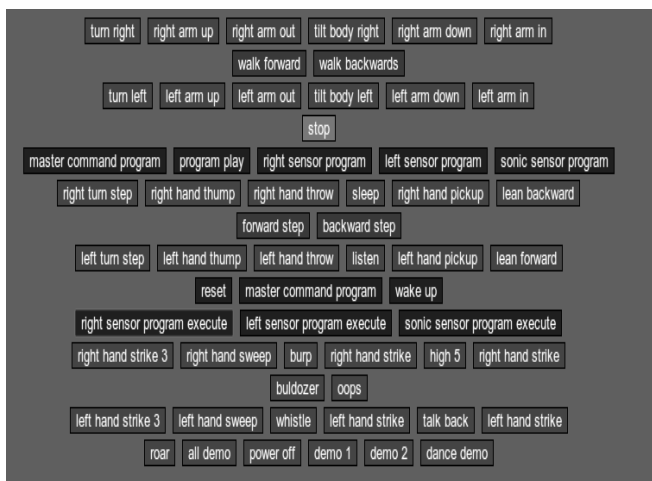 turn right right arm up right arm out tilt body right right arm down right arm in
walk forward walk backwards
turn left left arm up left arm out tilt body left left arm down left arm in
stop
master command program program play right sensor program left sensor program sonic sensor program
right turn step right hand thump right hand throw sleep right hand pickup lean backward
forward step backward step
left turn step left hand thump left hand throw listen left hand pickup lean forward
reset master command program wake up
right sensor program execute left sensor program execute sonic sensor program execute
right hand strike 3 right hand sweep burp right hand strike high 5 right hand strike
buldozer oops
left hand strike 3 left hand sweep whistle left hand strike talk back left hand strike
roar all demo power off demo 1 demo 2 dance demo